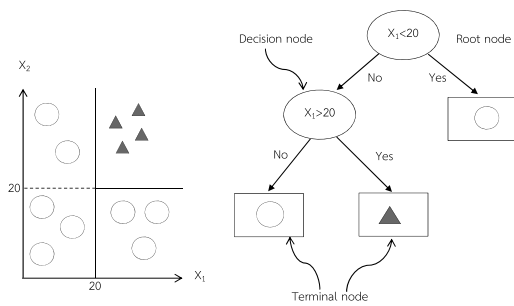 X₂
20
20
X₁
Decision node
X₁<20
Root node
No
Yes
X₁>20
No
Yes
Terminal node